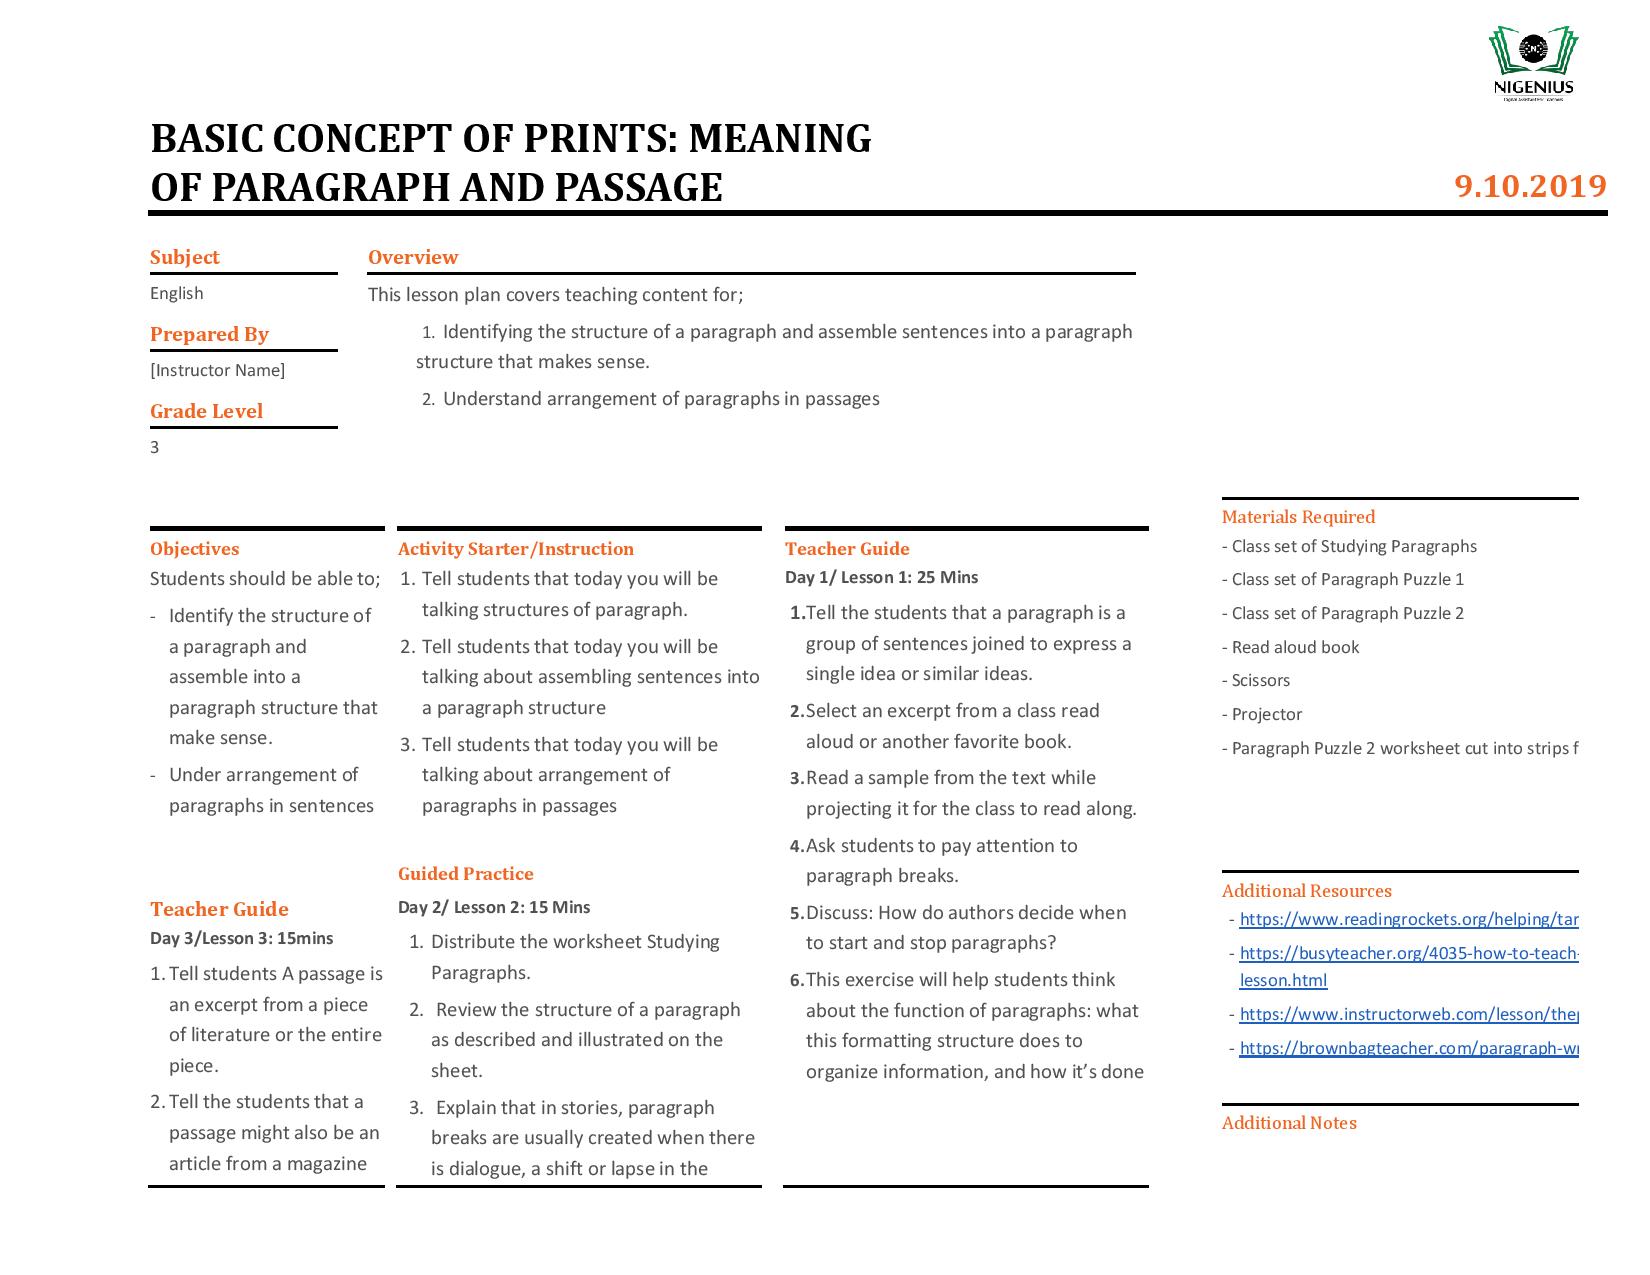 NIGENIUS
BASIC CONCEPT OF PRINTS: MEANING
OF PARAGRAPH AND PASSAGE
9.10.2019
Subject
English
Prepared By
[Instructor Name]
Grade Level
3
Overview
This lesson plan covers teaching content for;
1. Identifying the structure of a paragraph and assemble sentences into a paragraph
structure that makes sense.
2. Understand arrangement of paragraphs in passages
Objectives
Students should be able to;
- Identify the structure of
a paragraph and
assemble into a
paragraph structure that
make sense.
- Under arrangement of
paragraphs in sentences
Teacher Guide
Day 3/Lesson 3: 15mins
1. Tell students A passage is
an excerpt from a piece
of literature or the entire
piece.
2. Tell the students that a
passage might also be an
article from a magazine
Activity Starter/Instruction
1. Tell students that today you will be
talking structures of paragraph.
2. Tell students that today you will be
talking about assembling sentences into
a paragraph structure
3. Tell students that today you will be
talking about arrangement of
paragraphs in passages
Guided Practice
Day 2/ Lesson 2: 15 Mins
1. Distribute the worksheet Studying
Paragraphs.
2. Review the structure of a paragraph
as described and illustrated on the
sheet.
3. Explain that in stories, paragraph
breaks are usually created when there
is dialogue, a shift or lapse in the
Teacher Guide
Day 1/ Lesson 1: 25 Mins
1.Tell the students that a paragraph is a
group of sentences joined to express a
single idea or similar ideas.
2.Select an excerpt from a class read
aloud or another favorite book.
3.Read a sample from the text while
projecting it for the class to read along.
4.Ask students to pay attention to
paragraph breaks.
5.Discuss: How do authors decide when
to start and stop paragraphs?
6.This exercise will help students think
about the function of paragraphs: what
this formatting structure does to
organize information, and how it's done
Materials Required
- Class set of Studying Paragraphs
- Class set of Paragraph Puzzle 1
- Class set of Paragraph Puzzle 2
- Read aloud book
- Scissors
- Projector
- Paragraph Puzzle 2 worksheet cut into strips f
Additional Resources
- https://www.readingrockets.org/helping/tar
- https://busyteacher.org/4035-how-to-teach-
lesson.html
- https://www.instructorweb.com/lesson/thep
- https://brownbagteacher.com/paragraph-wr
Additional Notes